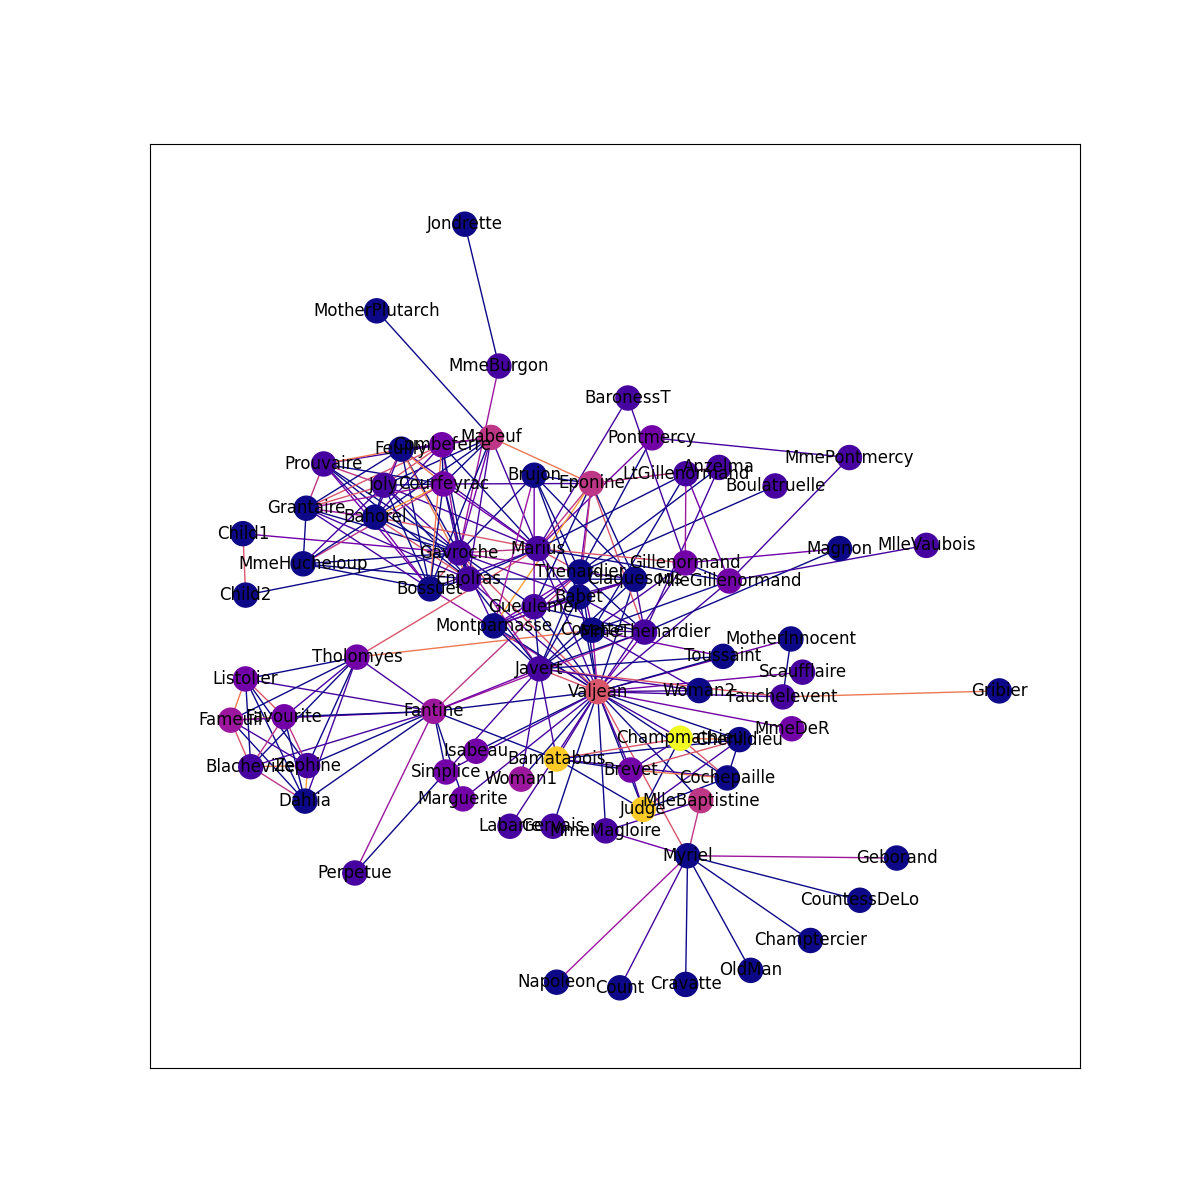 Jondrette
MotherPlutarch
MmeBurgon
BaronessT
Mabeuf
Pontmercy
Feuilly
Combeferre
MmePontmercy
Prouvaire
Anzelma
LtGillenormand
Brujon
Eponine
Joly
Courfeyrac
Boulatruelle
Grantaire
Bahorel
Child1
Gavroche
Marius
Magnon
MlleVaubois
MmeHucheloup
Gillenormand
Thenardier
Claquesous
MlleGillenormand
Enjolras
Bossuet
Child2
Babet
Gueulemer
Montparnasse
Cosette
MmeThenardier
MotherInnocent
Tholomyes
Toussaint
Javert
Scaufflaire
Listolier
Valjean
Woman2
Fauchelevent
Gribier
Fantine
Fameuil
Favourite
MmeDeR
Champmathieu
Chenildieu
Isabeau
Bamatabois
Blacheville
Zephine
Simplice
Woman1
Brevet
Cochepaille
Dahlia
Marguerite
MlleBaptistine
Judge
Labarre
Gervais
MmeMagloire
Myriel
Geborand
Perpetue
CountessDeLo
Champtercier
OldMan
Napoleon
Count
Cravatte